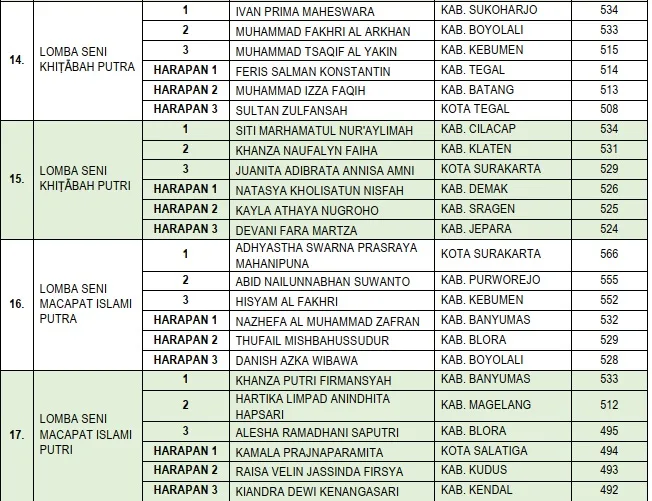 14. LOMBA SENI KHIṬĀBAH PUTRA
1 IVAN PRIMA MAHESWARA KAB. SUKOHARJO 534
2 MUHAMMAD FAKHRI AL ARKHAN KAB. BOYOLALI 533
3 MUHAMMAD TSAQIF AL YAKIN KAB. KEBUMEN 515
HARAPAN 1 FERIS SALMAN KONSTANTIN KAB. TEGAL 514
HARAPAN 2 MUHAMMAD IZZA FAQIH KAB. BATANG 513
HARAPAN 3 SULTAN ZULFANSAH KOTA TEGAL 508
15. LOMBA SENI KHIṬĀBAH PUTRI
1 SITI MARHAMATUL NUR'AYLIMAH KAB. CILACAP 534
2 KHANZA NAUFALYN FAIHA KAB. KLATEN 531
3 JUANITA ADIBRATA ANNISA AMNI KOTA SURAKARTA 529
HARAPAN 1 NATASYA KHOLISATUN NISFAH KAB. DEMAK 526
HARAPAN 2 KAYLA ATHAYA NUGROHO KAB. SRAGEN 525
HARAPAN 3 DEVANI FARA MARTZA KAB. JEPARA 524
16. LOMBA SENI MACAPAT ISLAMI PUTRA
1 ADHYASTHA SWARNA PRASRAYA MAHANIPUNA KOTA SURAKARTA 566
2 ABID NAILUNNABHAN SUWANTO KAB. PURWOREJO 555
3 HISYAM AL FAKHRI KAB. KEBUMEN 552
HARAPAN 1 NAZHEFA AL MUHAMMAD ZAFRAN KAB. BANYUMAS 532
HARAPAN 2 THUFAIL MISHBAHUSSUDUR KAB. BLORA 529
HARAPAN 3 DANISH AZKA WIBAWA KAB. BOYOLALI 528
17. LOMBA SENI MACAPAT ISLAMI PUTRI
1 KHANZA PUTRI FIRMANSYAH KAB. BANYUMAS 533
2 HARTIKA LIMPAD ANINDHITA HAPSARI KAB. MAGELANG 512
3 ALESHA RAMADHANI SAPUTRI KAB. BLORA 495
HARAPAN 1 KAMALA PRAJNAPARAMITA KOTA SALATIGA 494
HARAPAN 2 RAISA VELIN JASSINDA FIRSYA KAB. KUDUS 493
HARAPAN 3 KIANDRA DEWI KENANGASARI KAB. KENDAL 492